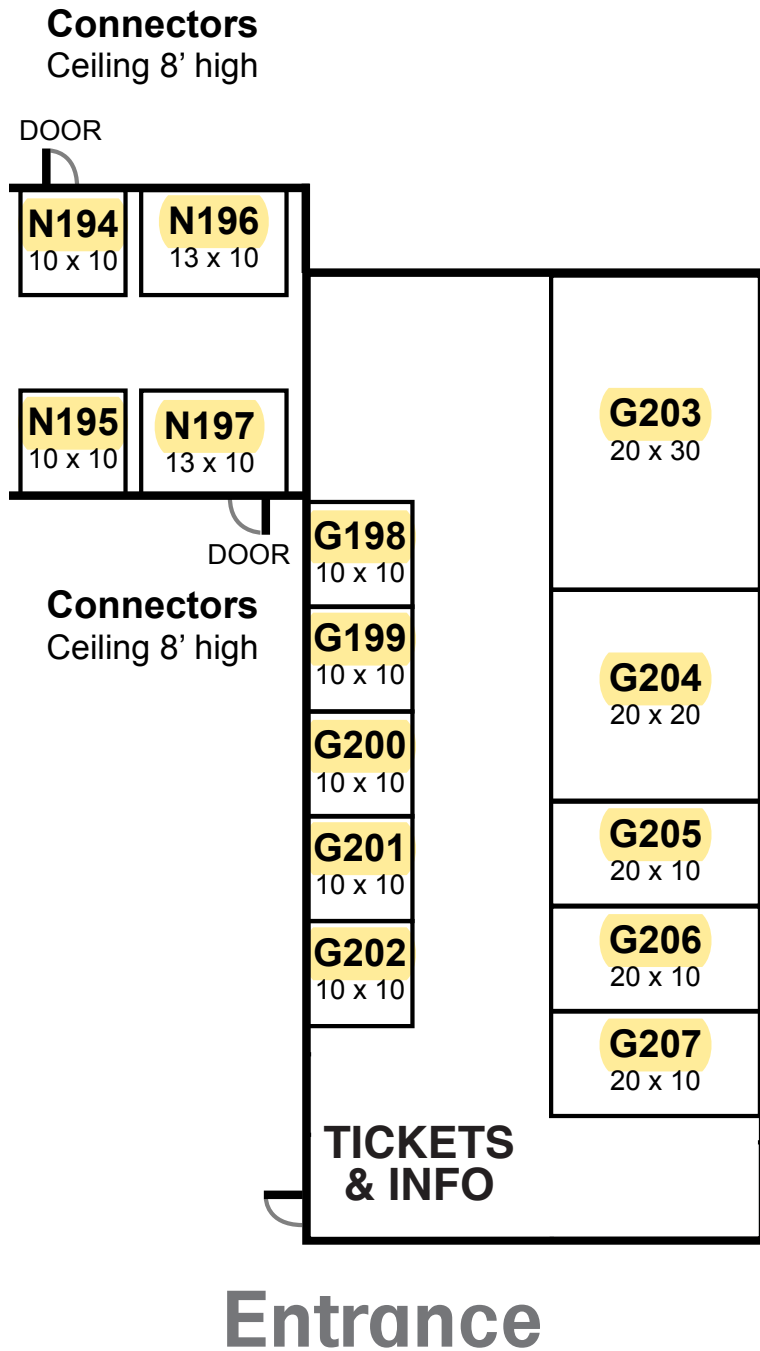 Connectors
Ceiling 8’ high
DOOR
N194
10 x 10
N196
13 x 10
N195
10 x 10
N197
13 x 10
DOOR
Connectors
Ceiling 8’ high
G198
10 x 10
G199
10 x 10
G200
10 x 10
G201
10 x 10
G202
10 x 10
G203
20 x 30
G204
20 x 20
G205
20 x 10
G206
20 x 10
G207
20 x 10
TICKETS
& INFO
Entrance